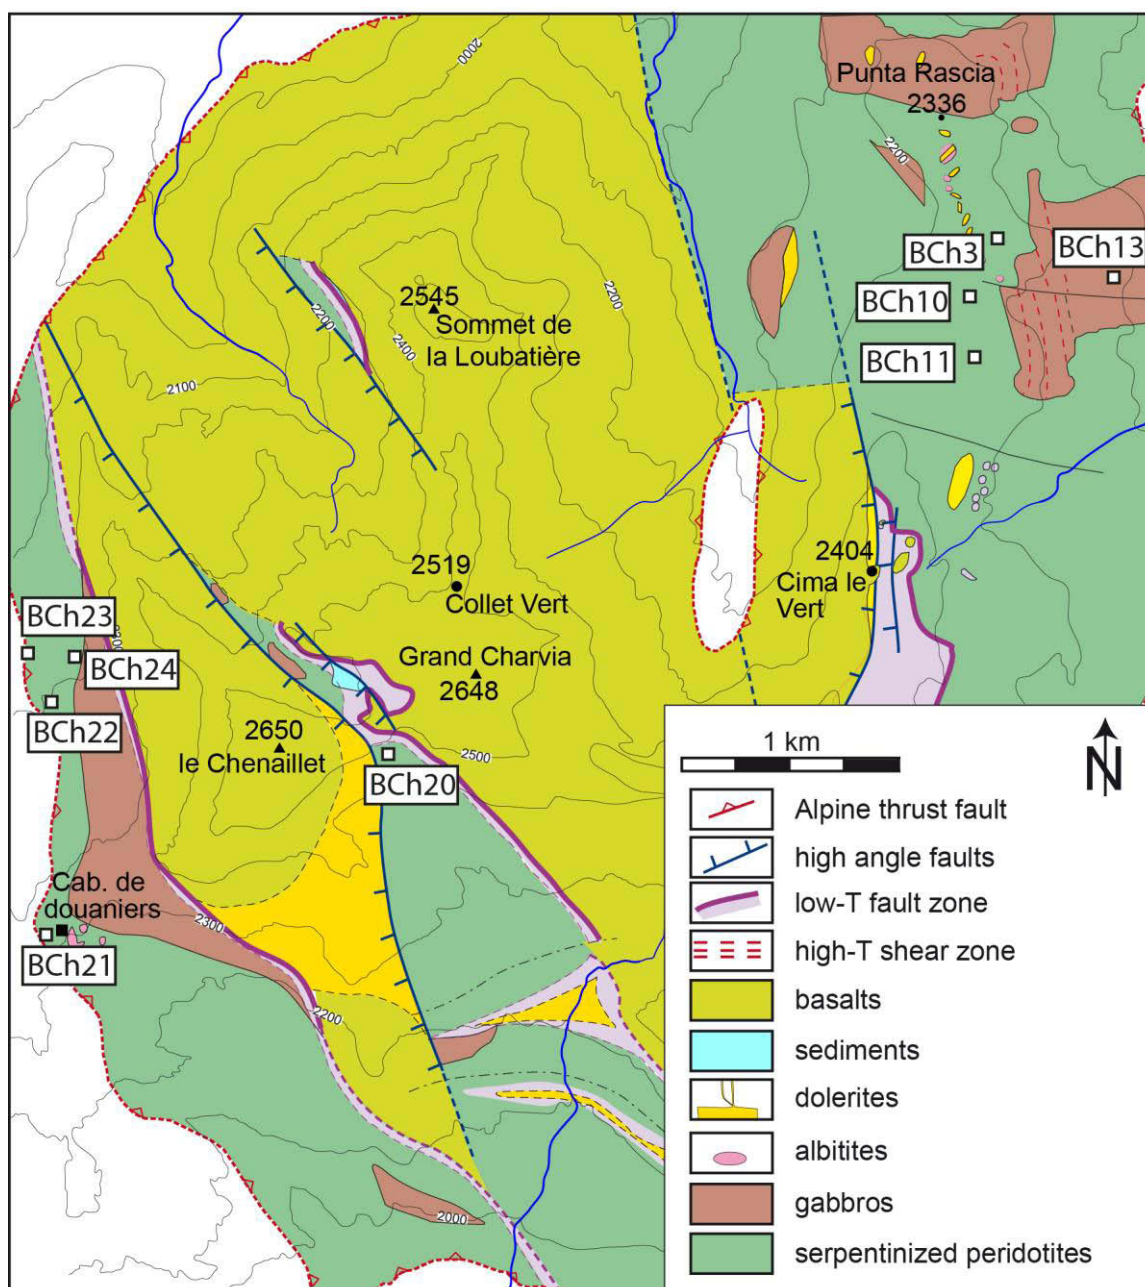 2000
Punta Rascia
2336
2200
BCh3
BCh13
BCh10
BCh11
2545
Sommet de
la Loubatière
2200
2400
2200
2100
2519
Collet Vert
2404
Cima le
Vert
BCh23
BCh24
BCh22
Grand Charvia
2648
2650
le Chenaillet
2500
BCh20
Cab. de
douaniers
BCh21
2300
2200
2000
1 km
N
Alpine thrust fault
high angle faults
low-T fault zone
high-T shear zone
basalts
sediments
dolerites
albitites
gabbros
serpentinized peridotites